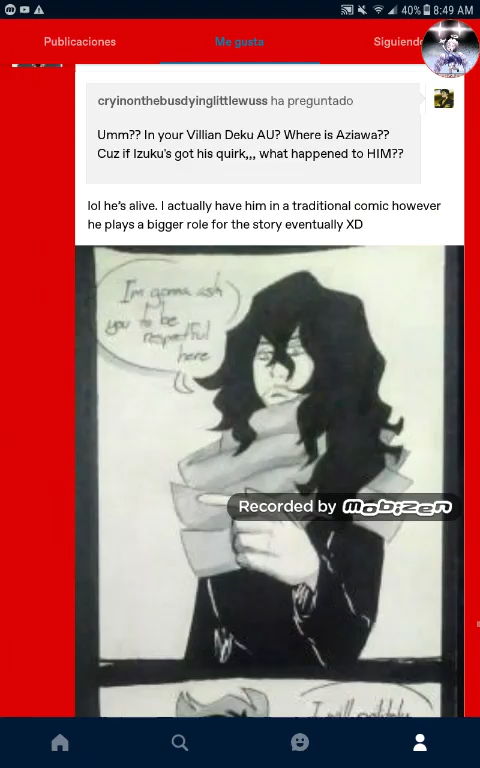 40% 8:49 AM
Publicaciones Me gusta Siguiendo
cryinonthebusdyinglittlewuss ha preguntado
Umm?? In your Villian Deku AU? Where is Aziawa??
Cuz if Izuku's got his quirk,,, what happened to HIM??
lol he's alive. I actually have him in a traditional comic however
he plays a bigger role for the story eventually XD
I'm gonna ask
you to be
respectful
here
Recorded by mobizen
I will politely